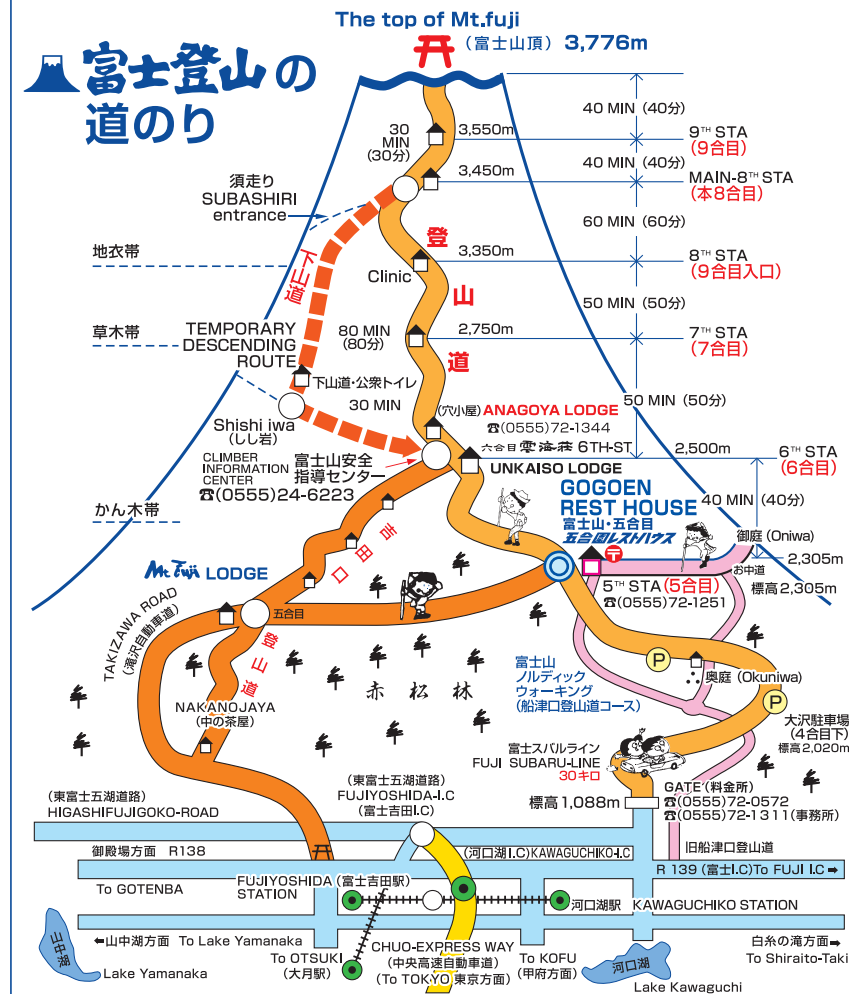 The top of Mt.fuji
(富士山頂) 3,776m
富士登山の
道のり
40 MIN (40分)
30
MIN
(30分)
3,550m
9TH STA
(9合目)
40 MIN (40分)
3,450m
MAIN-8TH STA
(本8合目)
須走り
SUBASHIRI
entrance
60 MIN (60分)
登山道
下山道
地衣帯
3,350m
8TH STA
(9合目入口)
Clinic
50 MIN (50分)
草木帯
TEMPORARY
DESCENDING
ROUTE
80 MIN
(80分)
2,750m
7TH STA
(7合目)
下山道・公衆トイレ
30 MIN
50 MIN (50分)
Shishi iwa
(しし岩)
(穴小屋) ANAGOYA LODGE
☎(0555)72-1344
六合目 雲海荘 6TH-ST
2,500m
6TH STA
(6合目)
UNKAISO LODGE
CLIMBER
INFORMATION
CENTER
☎(0555)24-6223
富士山安全
指導センター
かん木帯
40 MIN (40分)
GOGOEN
REST HOUSE
富士山・五合目
五合園レストハウス
御庭 (Oniwa)
2,305m
お中道
標高2,305m
5TH STA (5合目)
☎(0555)72-1251
吉田口
登山道
Mt Fuji LODGE
五合目
TAKIZAWA ROAD
(滝沢自動車道)
赤松林
NAKANOJAYA
(中の茶屋)
富士山
ノルディック
ウォーキング
(船津口登山道コース)
P
奥庭 (Okuniwa)
P
大沢駐車場
(4合目下)
標高2,020m
富士スバルライン
FUJI SUBARU-LINE
30キロ
GATE (料金所)
☎(0555)72-0572
☎(0555)72-1311(事務所)
標高1,088m
(東富士五湖道路)
HIGASHIFUJIGOKO-ROAD
(東富士五湖道路)
FUJIYOSHIDA-I.C
(富士吉田I.C)
御殿場方面 R138
(河口湖I.C)KAWAGUCHIKO-I.C
旧船津口登山道
R 139 (富士I.C)To FUJI I.C ➡
To GOTENBA
FUJIYOSHIDA (富士吉田駅)
STATION
河口湖駅 KAWAGUCHIKO STATION
⬅山中湖方面 To Lake Yamanaka
白糸の滝方面➡
To Shiraito-Taki
To OTSUKI
(大月駅)
CHUO-EXPRESS WAY
(中央高速自動車道)
(To TOKYO 東京方面)
To KOFU
(甲府方面)
山中湖
Lake Yamanaka
河口湖
Lake Kawaguchi